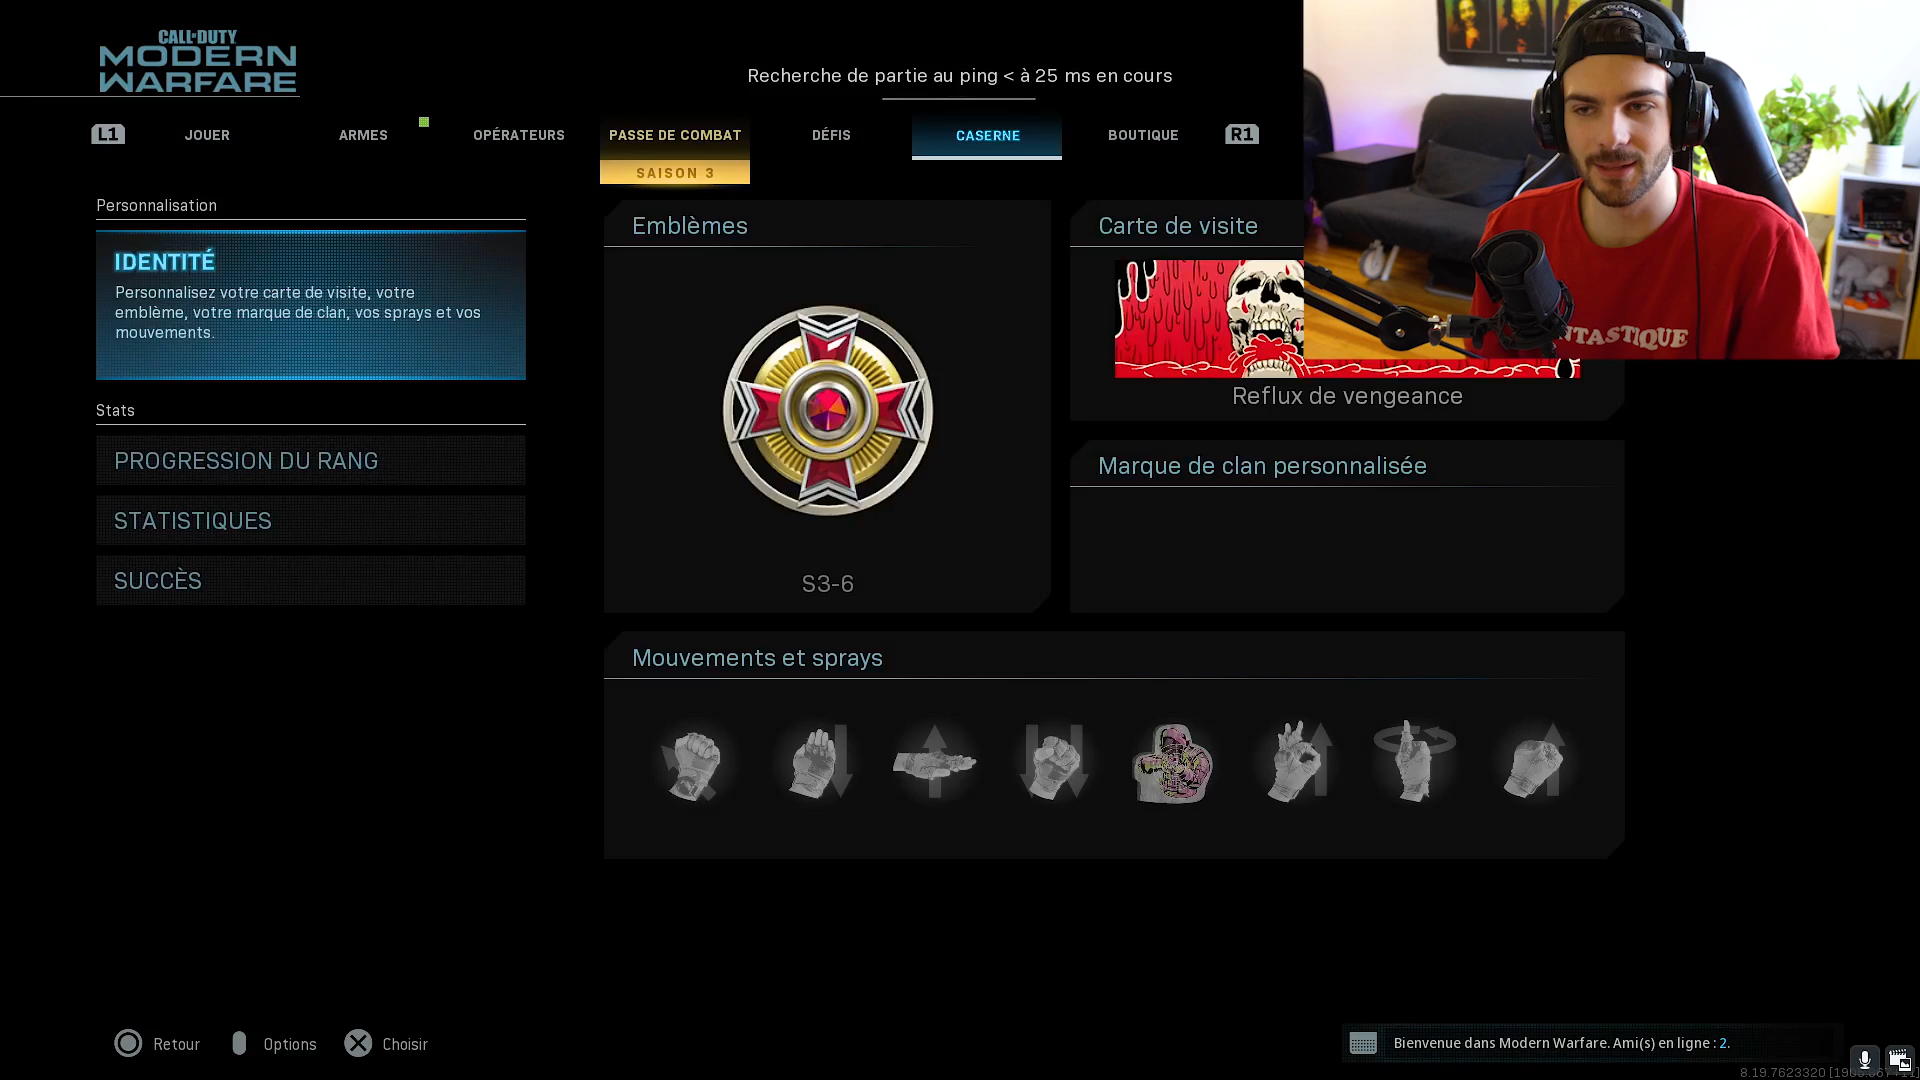 CALL OF DUTY
MODERN
WARFARE
Recherche de partie au ping < à 25 ms en cours
L1
JOUER
ARMES
OPÉRATEURS
PASSE DE COMBAT
SAISON 3
DÉFIS
CASERNE
BOUTIQUE
R1
Personnalisation
IDENTITÉ
Personnalisez votre carte de visite, votre
emblème, votre marque de clan, vos sprays et vos
mouvements.
Stats
PROGRESSION DU RANG
STATISTIQUES
SUCCÈS
Emblèmes
S3-6
Carte de visite
Reflux de vengeance
NTASTIQUE
Marque de clan personnalisée
Mouvements et sprays
Retour
Options
Choisir
Bienvenue dans Modern Warfare. Ami(s) en ligne : 2.
8.19.7623320